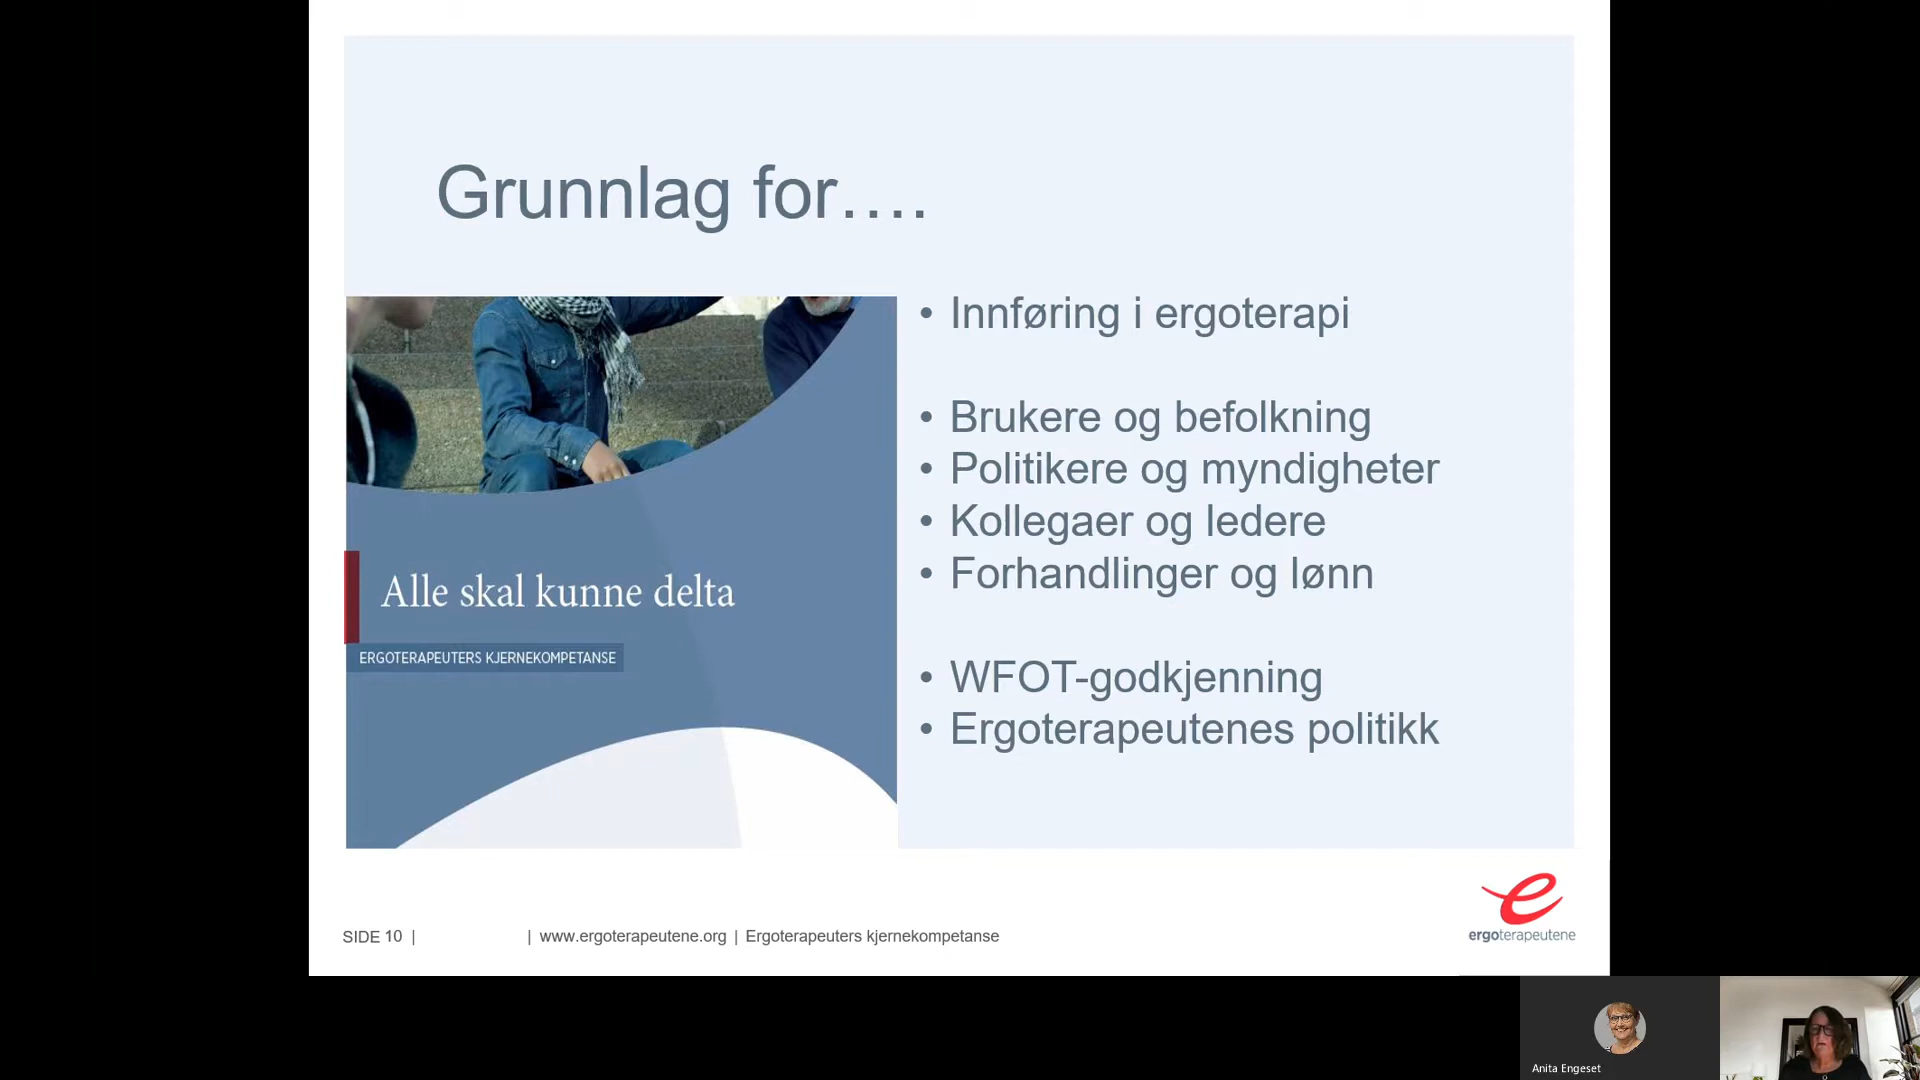 Grunnlag for....
• Innføring i ergoterapi
• Brukere og befolkning
• Politikere og myndigheter
• Kollegaer og ledere
• Forhandlinger og lønn
• WFOT-godkjenning
• Ergoterapeutenes politikk
Alle skal kunne delta
ERGOTERAPEUTERS KJERNEKOMPETANSE
SIDE 10 | | www.ergoterapeutene.org | Ergoterapeuters kjernekompetanse
e
ergoterapeutene
Anita Engeset